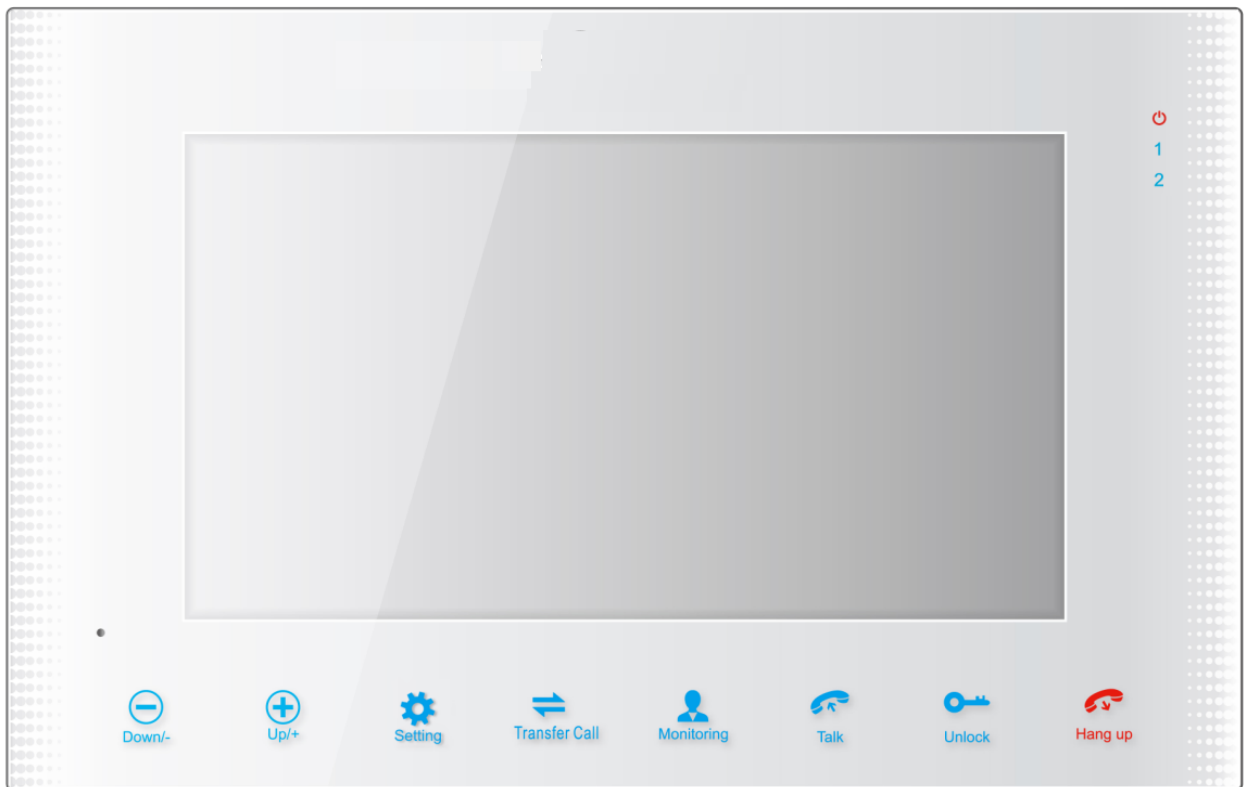 1
2
Down/-
Up/+
Setting
Transfer Call
Monitoring
Talk
Unlock
Hang up